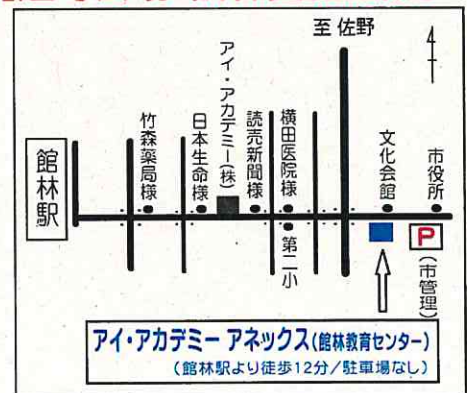 至 佐野
館林駅
竹森薬局様
日本生命様
アイ・アカデミー(株)
読売新聞様
横田医院様
第二小
文化会館
市役所
P
(市管理)
アイ・アカデミー アネックス(館林教育センター)
(館林駅より徒歩12分/駐車場なし)